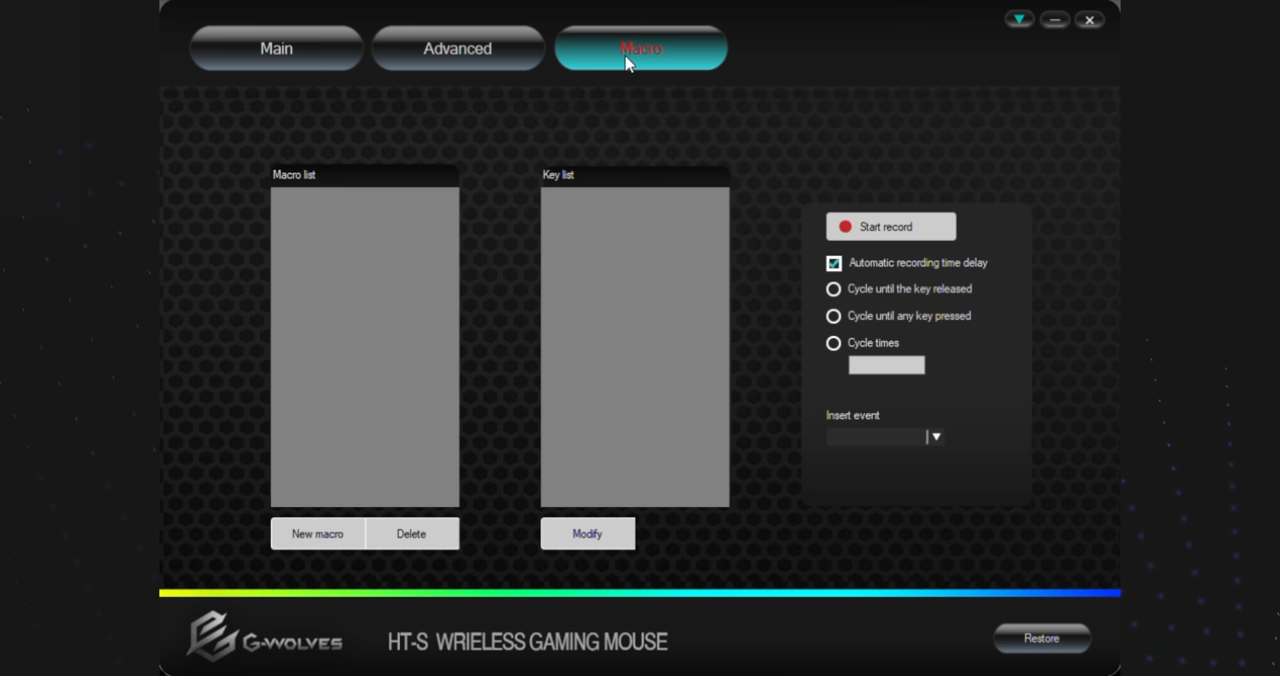 Main
Advanced
Macro
Macro list
Key list
Start record
Automatic recording time delay
Cycle until the key released
Cycle until any key pressed
Cycle times
Insert event
New macro
Delete
Modify
G-WOLVES
HT-S WRIELESS GAMING MOUSE
Restore